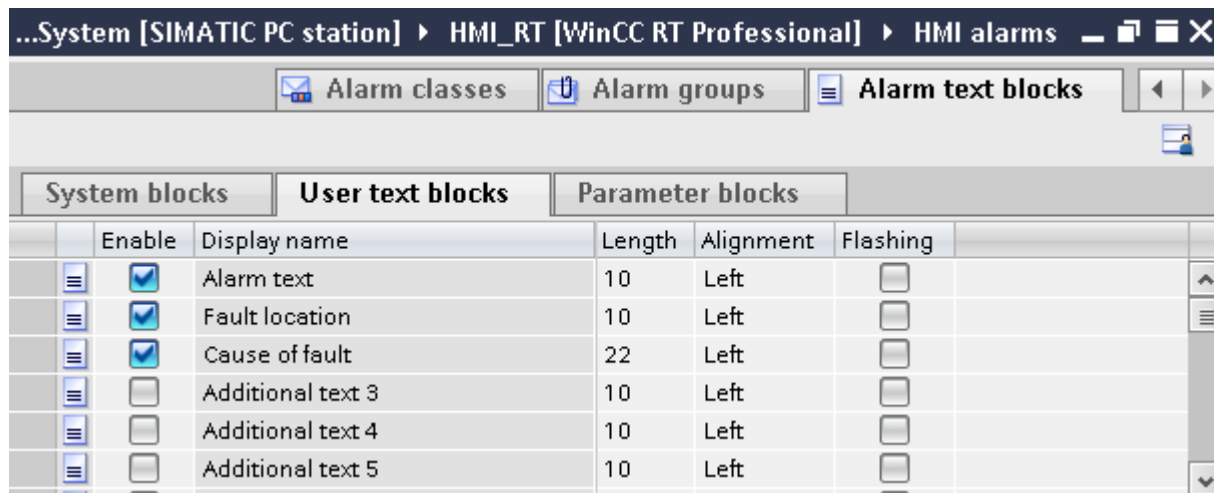 ...System [SIMATIC PC station] ▸ HMI_RT [WinCC RT Professional] ▸ HMI alarms
Alarm classes Alarm groups Alarm text blocks
System blocks User text blocks Parameter blocks
Enable Display name Length Alignment Flashing
Alarm text 10 Left
Fault location 10 Left
Cause of fault 22 Left
Additional text 3 10 Left
Additional text 4 10 Left
Additional text 5 10 Left